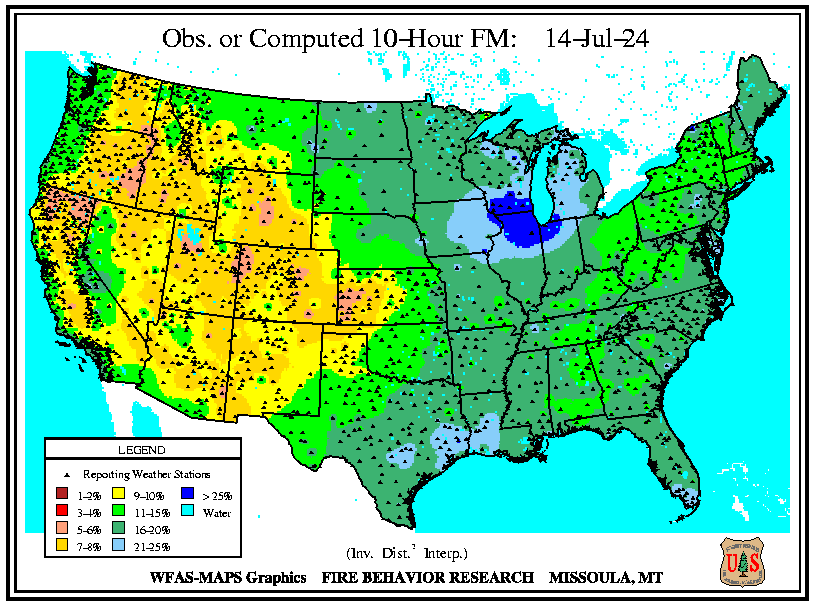 Obs. or Computed 10-Hour FM: 14-Jul-24
LEGEND
Reporting Weather Stations
1-2% 9-10% > 25%
3-4% 11-15% Water
5-6% 16-20%
7-8% 21-25%
(Inv. Dist.² Interp.)
WFAS-MAPS Graphics FIRE BEHAVIOR RESEARCH MISSOULA, MT
U S